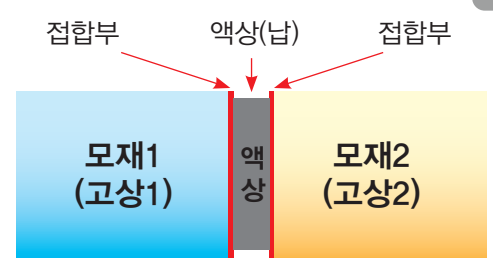 접합부 액상(납) 접합부
모재1
(고상1)
액
상
모재2
(고상2)